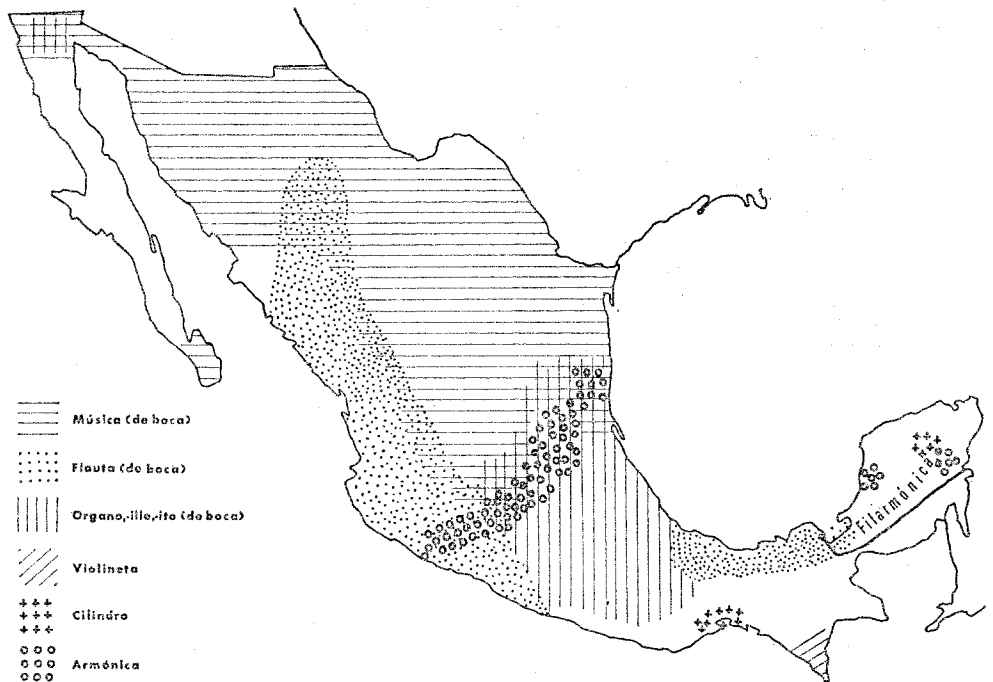 Filarmónica
Música (de boca)
Flauta (de boca)
Organo,-illo,-ito (de boca)
Violineta
Cilindro
Armónica